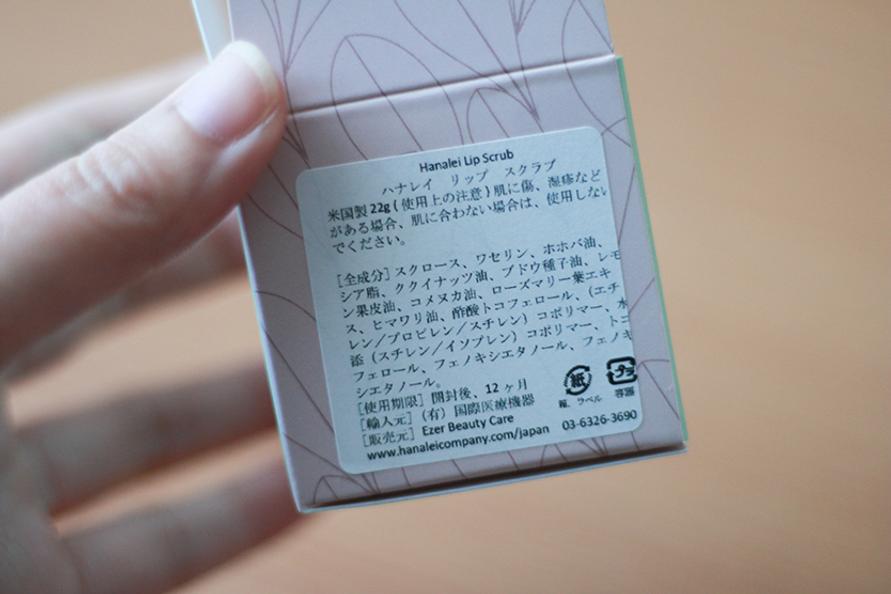 Hanalei Lip Scrub
ハナレイ リップ スクラブ
米国製 22g ( 使用上の注意 ) 肌に傷、湿疹など
がある場合、肌に合わない場合は、使用しない
でください。
[全成分] スクロース、ワセリン、ホホバ油、
シア脂、ククイナッツ油、ブドウ種子油、レモ
ン果皮油、コメヌカ油、ローズマリー葉エキ
ス、ヒマワリ油、酢酸トコフェロール、(エチ
レン／プロピレン／スチレン) コポリマー、水
添 (スチレン／イソプレン) コポリマー、トコ
フェロール、フェノキシエタノール、フェノキ
シエタノール。
[使用期限] 開封後、12 ヶ月
[輸入元] (有) 国際医療機器
[販売元] Ezer Beauty Care
www.hanaleicompany.com/japan 03-6326-3690
紙
箱、ラベル
プラ
容器